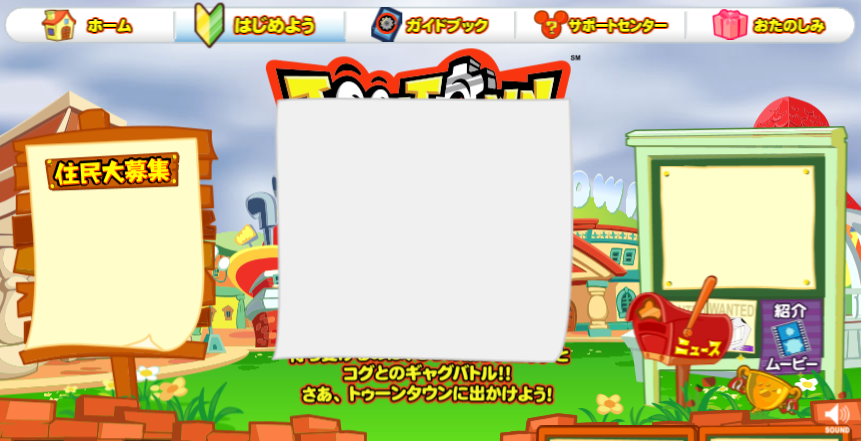 ホーム
はじめよう
ガイドブック
サポートセンター
おたのしみ
SM
住民大募集
WANTED
紹介
ムービー
ニュース
コグとのギャグバトル!!
さあ、トゥーンタウンに出かけよう!
SOUND